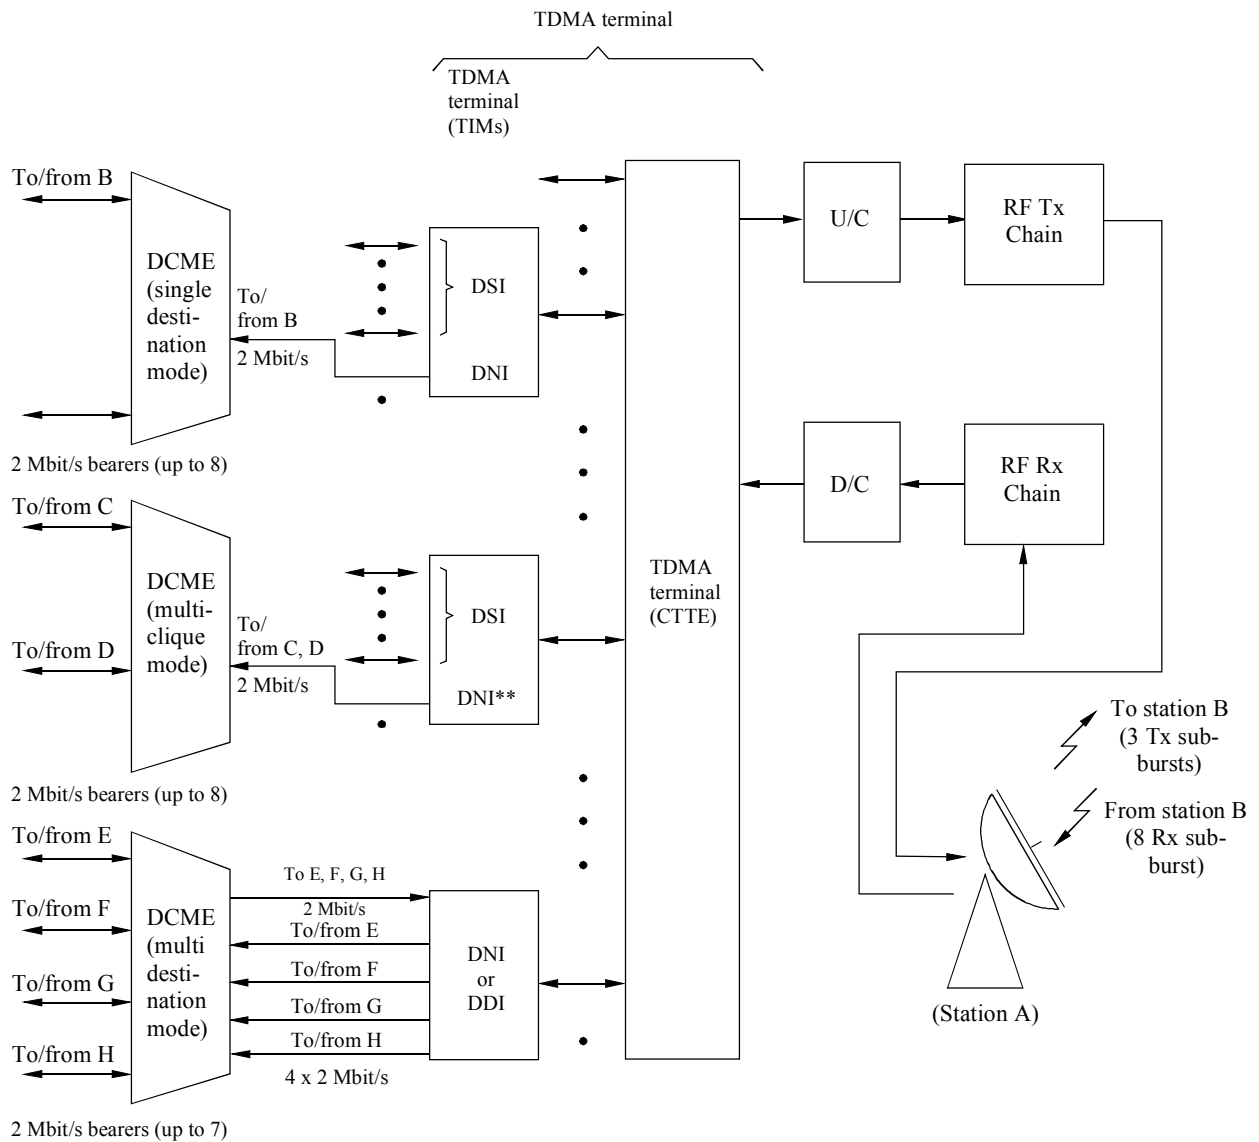 TDMA terminal
TDMA
terminal
(TIMs)
To/from B
DCME
(single
desti-
nation
mode)
To/
from B
2 Mbit/s
DSI
DNI
2 Mbit/s bearers (up to 8)
To/from C
DCME
(multi-
clique
mode)
To/from D
To/
from C, D
2 Mbit/s
DSI
DNI**
2 Mbit/s bearers (up to 8)
To/from E
To/from F
To/from G
To/from H
DCME
(multi
desti-
nation
mode)
To E, F, G, H
2 Mbit/s
To/from E
To/from F
To/from G
To/from H
4 x 2 Mbit/s
DNI
or
DDI
2 Mbit/s bearers (up to 7)
TDMA
terminal
(CTTE)
U/C
RF Tx
Chain
D/C
RF Rx
Chain
To station B
(3 Tx sub-
bursts)
From station B
(8 Rx sub-
burst)
(Station A)